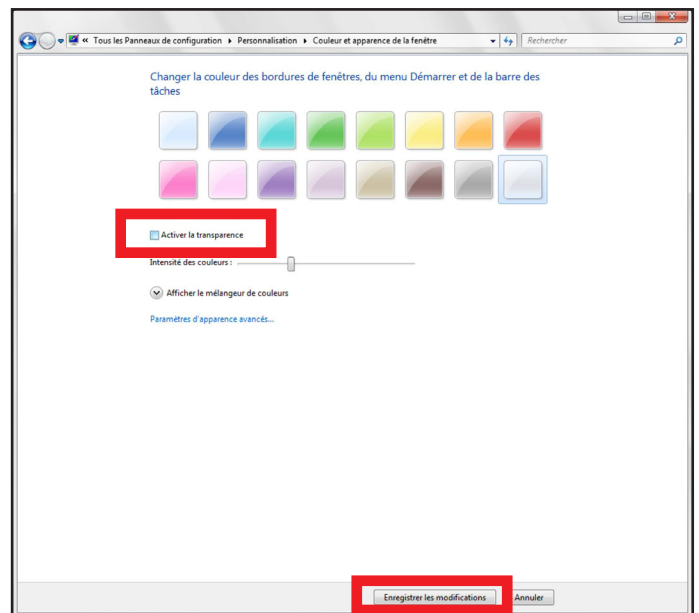 « Tous les Panneaux de configuration ▸ Personnalisation ▸ Couleur et apparence de la fenêtre Rechercher
Changer la couleur des bordures de fenêtres, du menu Démarrer et de la barre des
tâches
Activer la transparence
Intensité des couleurs :
Afficher le mélangeur de couleurs
Paramètres d'apparence avancés...
Enregistrer les modifications Annuler